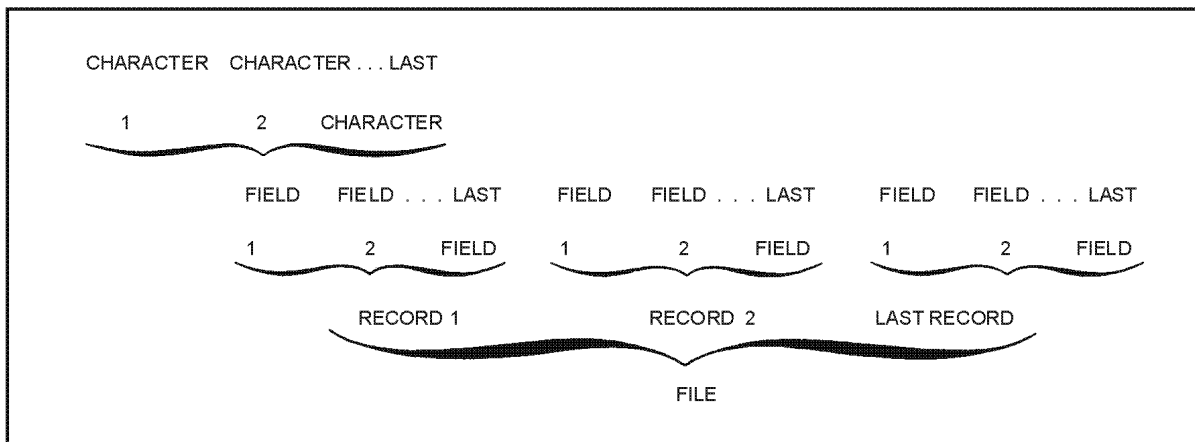 CHARACTER CHARACTER . . . LAST
1 2 CHARACTER
FIELD FIELD . . . LAST FIELD FIELD . . . LAST FIELD FIELD . . . LAST
1 2 FIELD 1 2 FIELD 1 2 FIELD
RECORD 1 RECORD 2 LAST RECORD
FILE